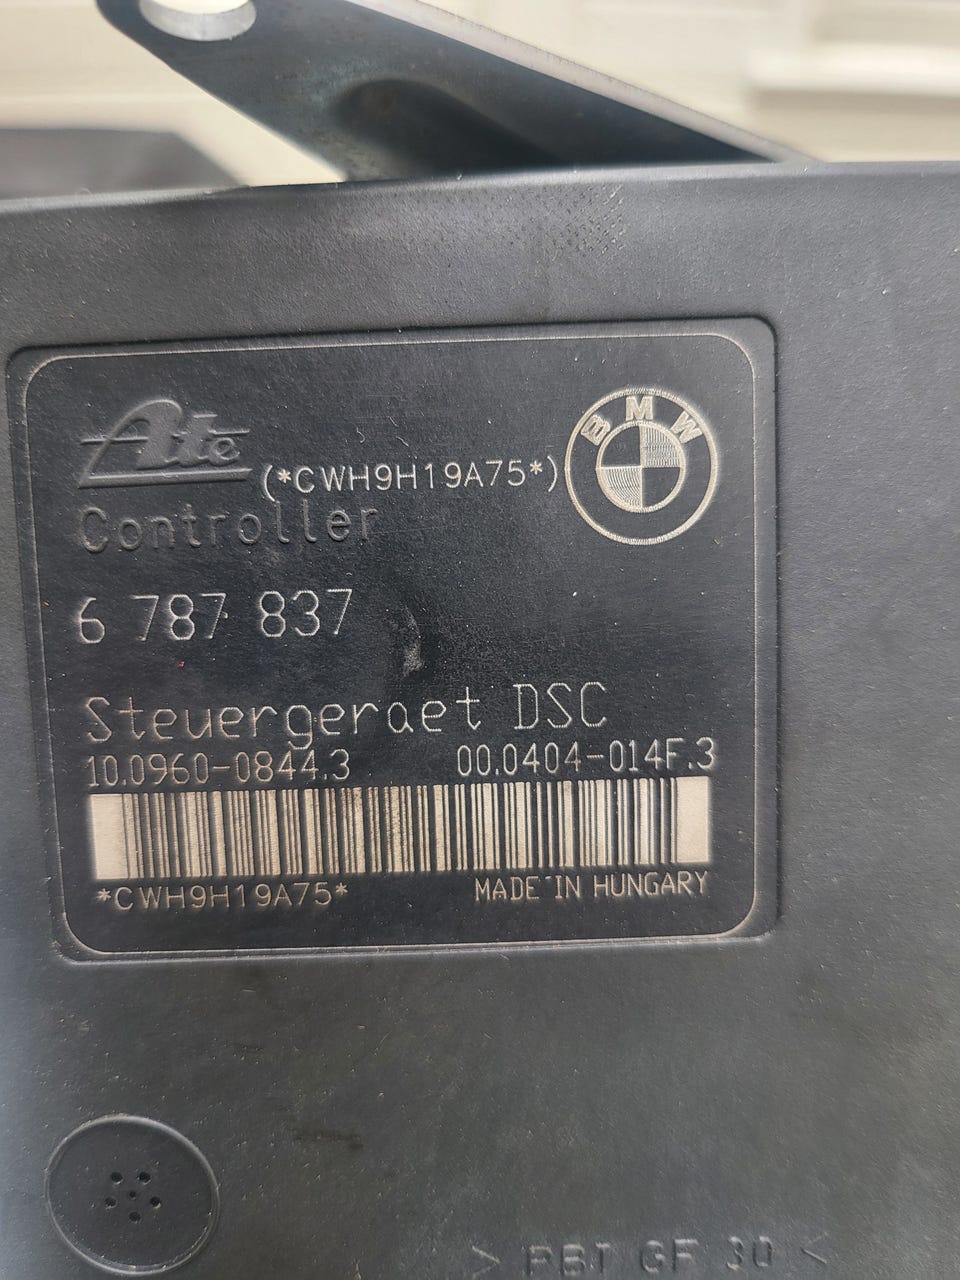 Ate
(*CWH9H19A75*)
BMW
Controller
6 787 837
Steuergeraet DSC
10.0960-0844.3 00.0404-014F.3
*CWH9H19A75* MADE IN HUNGARY
> PBT GF 30 <